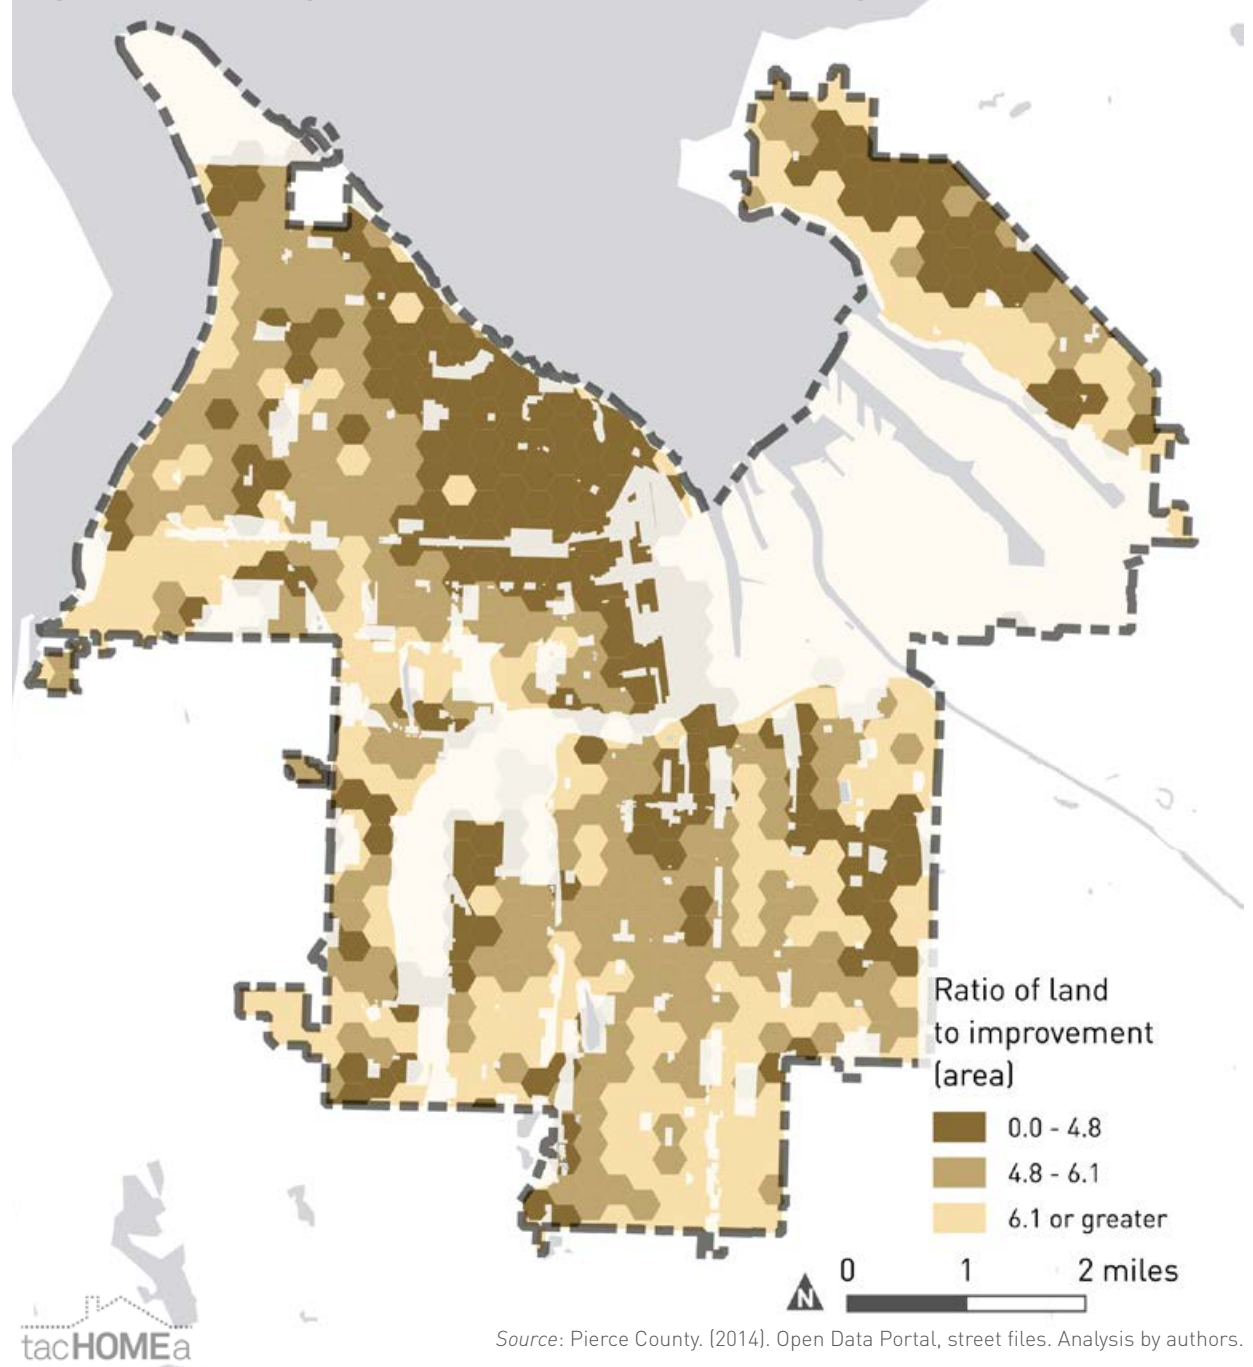 Ratio of land
to improvement
(area)
0.0 - 4.8
4.8 - 6.1
6.1 or greater
0 1 2 miles
N
tacHOMEa
Source: Pierce County. (2014). Open Data Portal, street files. Analysis by authors.